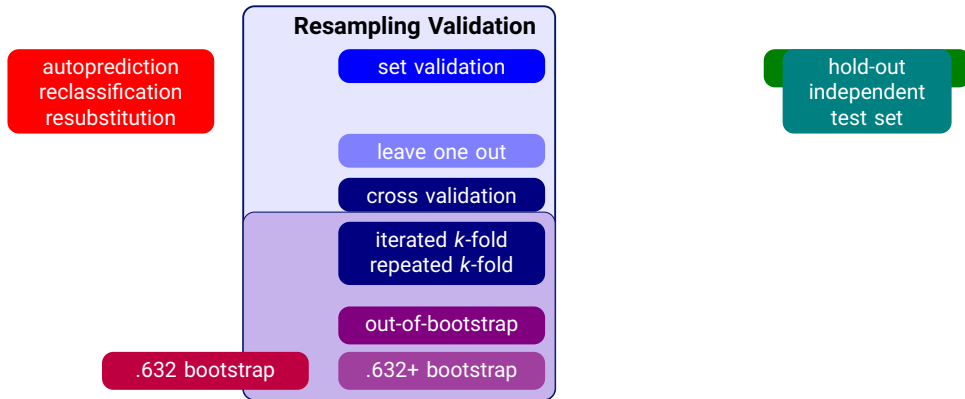 Resampling Validation
autoprediction
reclassification
resubstitution
set validation
hold-out
independent
test set
leave one out
cross validation
iterated k-fold
repeated k-fold
out-of-bootstrap
.632 bootstrap
.632+ bootstrap